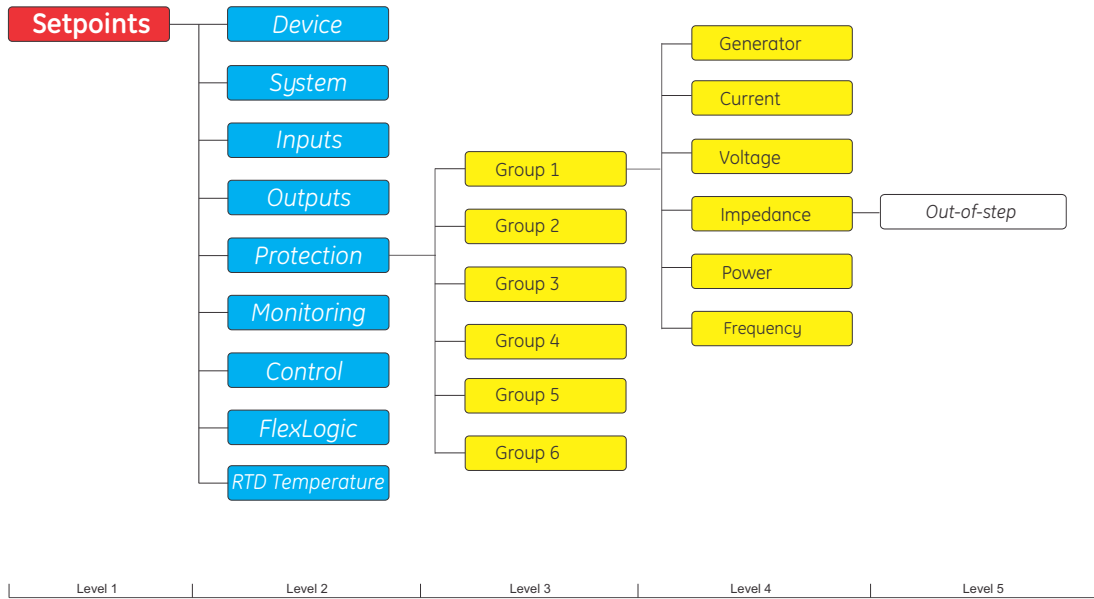 Setpoints
Device
System
Inputs
Outputs
Protection
Monitoring
Control
FlexLogic
RTD Temperature
Group 1
Group 2
Group 3
Group 4
Group 5
Group 6
Generator
Current
Voltage
Impedance
Power
Frequency
Out-of-step
Level 1
Level 2
Level 3
Level 4
Level 5